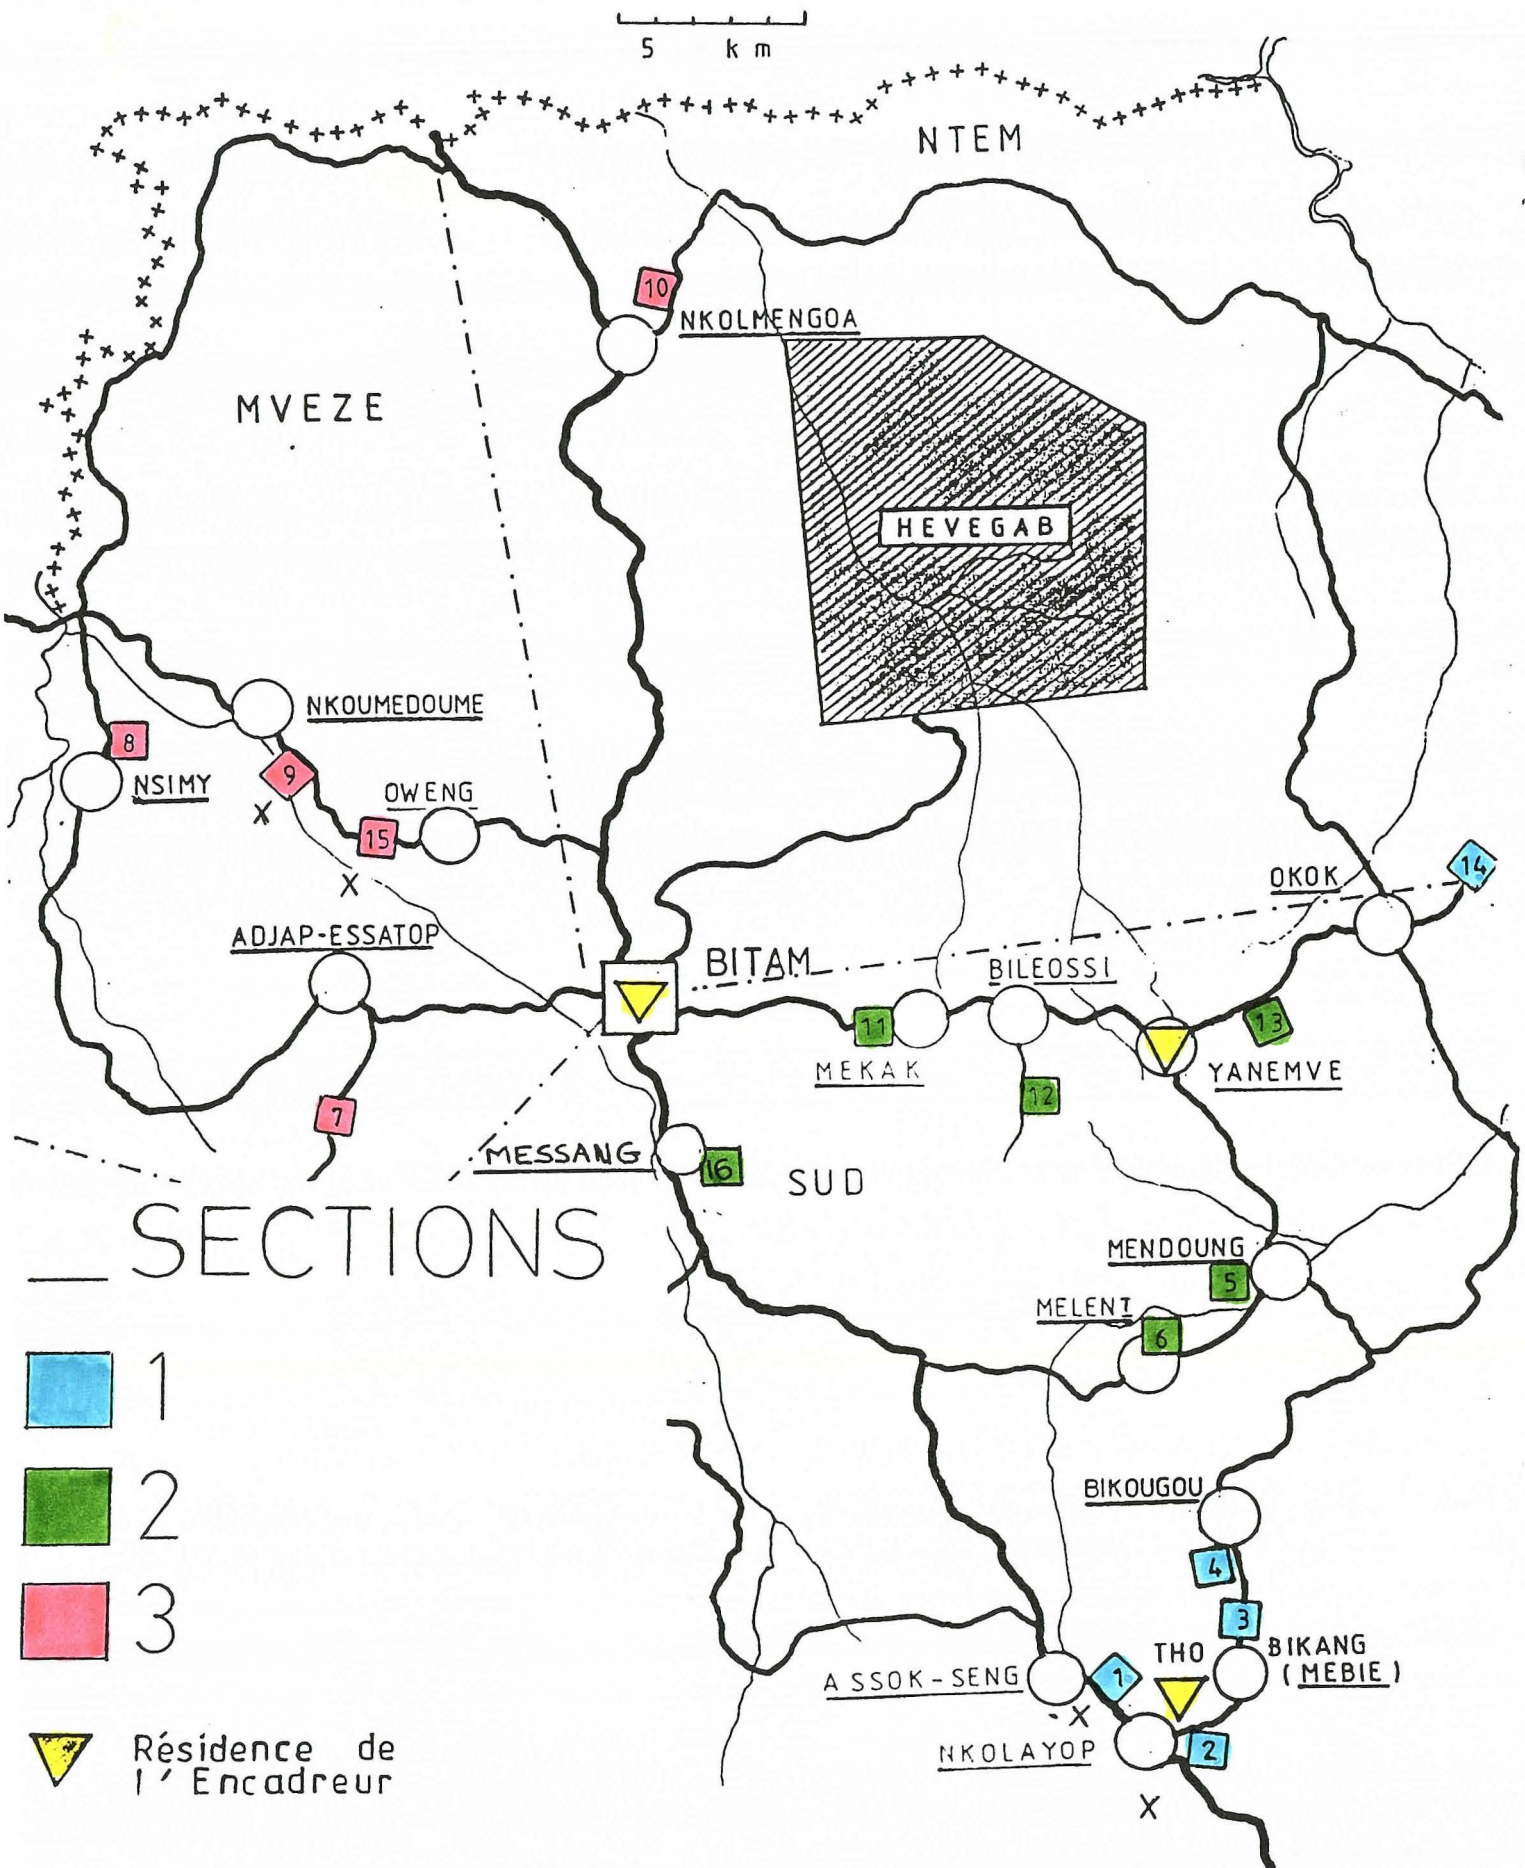 5 km
NTEM
10
NKOLMENGOA
MVEZE
HEVEGAB
NKOUMEDOUME
8
NSIMY
9
X
OWENG
15
X
OKOK
14
ADJAP-ESSATOP
BITAM
BILEOSSI
11
MEKAK
13
YANEMVE
12
7
MESSANG
16
SUD
SECTIONS
MENDOUNG
5
MELENT
6
1
2
3
BIKOUGOU
4
3
THO
BIKANG
(MEBIE)
ASSOK-SENG
1
X
NKOLAYOP
2
X
Résidence de
l'Encadreur